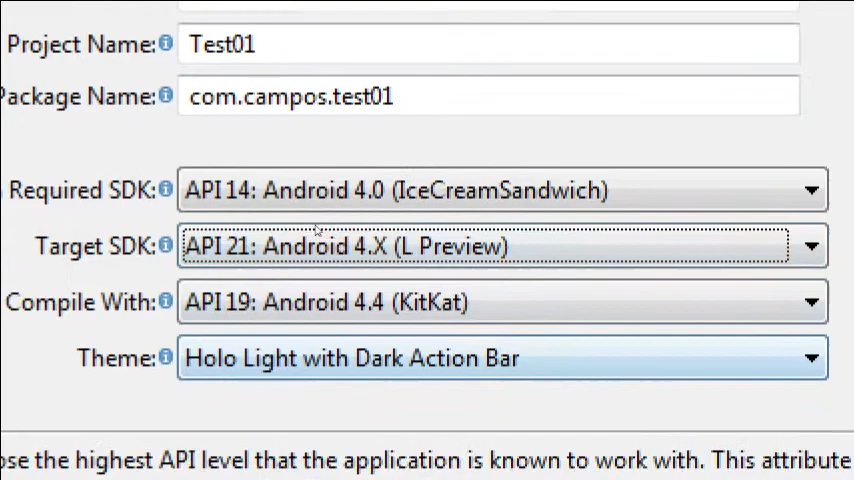 Project Name: Test01
Package Name: com.campos.test01
Required SDK: API 14: Android 4.0 (IceCreamSandwich)
Target SDK: API 21: Android 4.X (L Preview)
Compile With: API 19: Android 4.4 (KitKat)
Theme: Holo Light with Dark Action Bar
ose the highest API level that the application is known to work with. This attribute